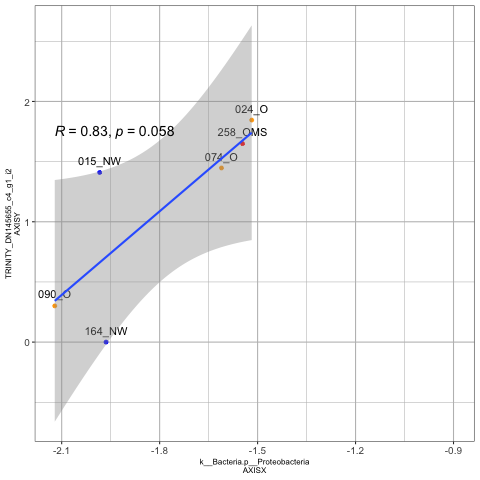 024_O
R = 0.83, p = 0.058
258_OMS
015_NW
074_O
090_O
164_NW
2
1
0
-2.1
-1.8
-1.5
-1.2
-0.9
TRINITY_DN145655_c4_g1_i2
AXISY
k__Bacteria.p__Proteobacteria
AXISX